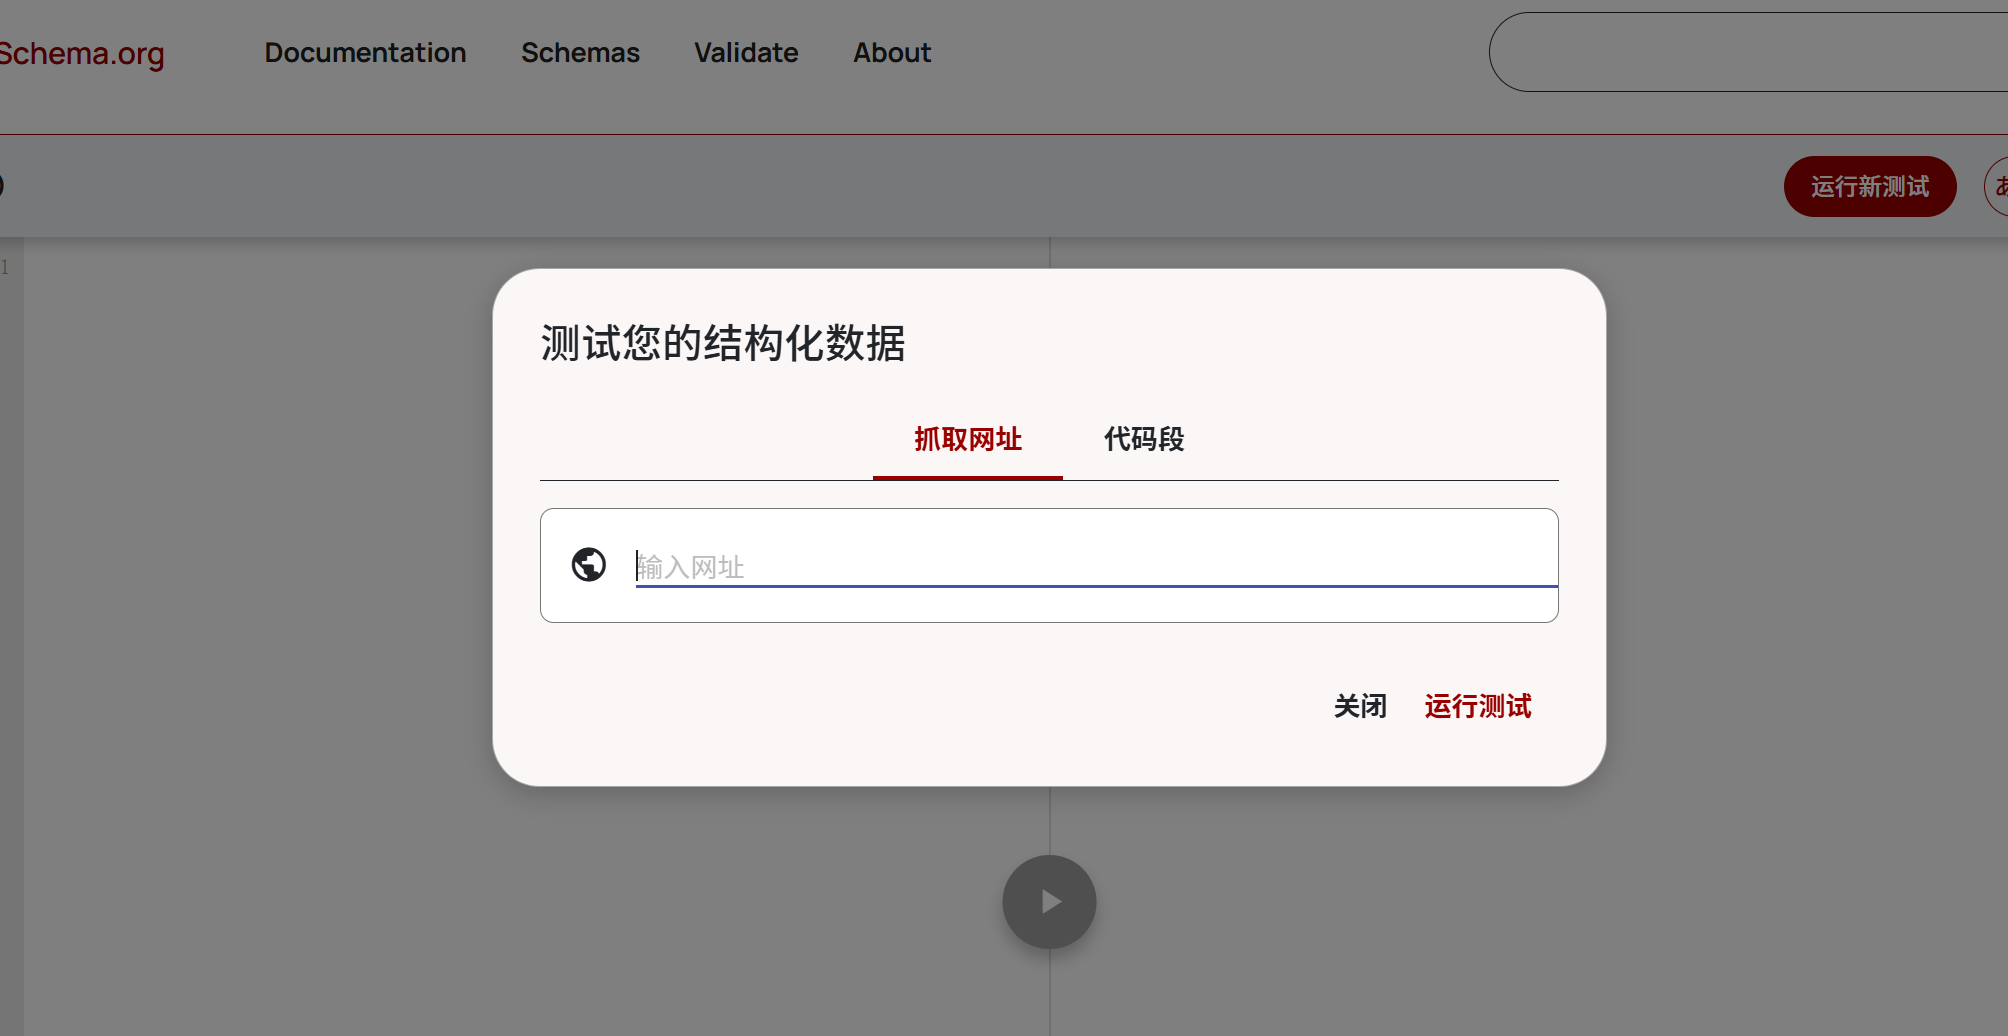 Schema.org
Documentation
Schemas
Validate
About
运行新测试
1
测试您的结构化数据
抓取网址
代码段
输入网址
关闭
运行测试